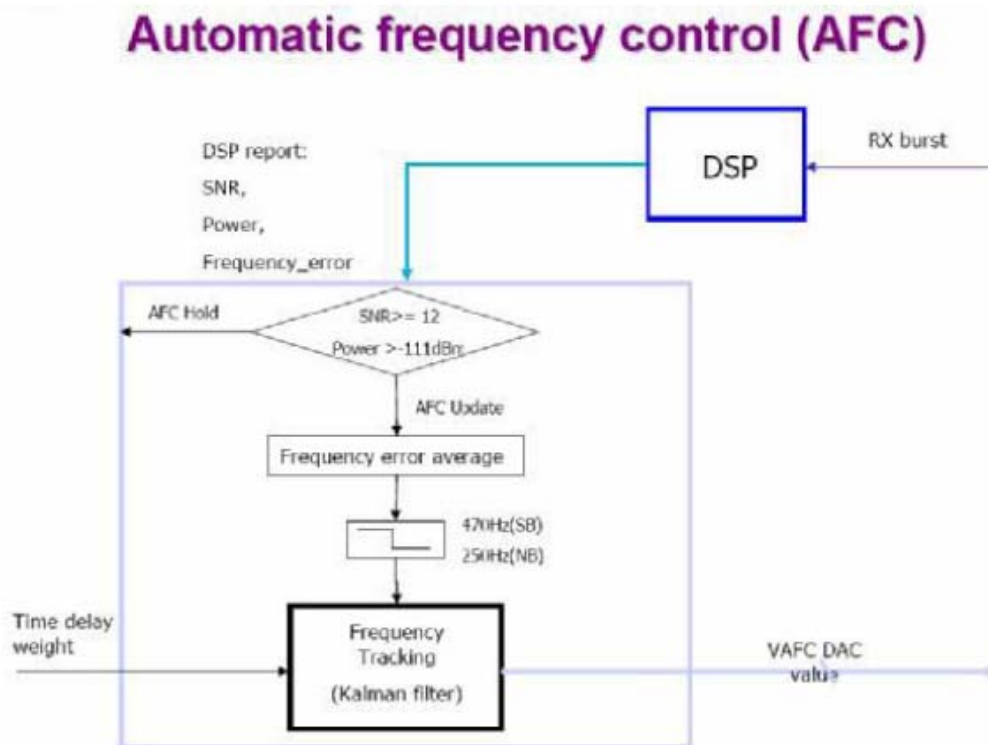 Automatic frequency control (AFC)
DSP report:
SNR,
Power,
Frequency_error
DSP
RX burst
AFC Hold
SNR>= 12
Power >-111dBm
AFC Update
Frequency error average
470Hz(SB)
250Hz(NB)
Time delay
weight
Frequency
Tracking
(Kalman filter)
VAFC DAC
value